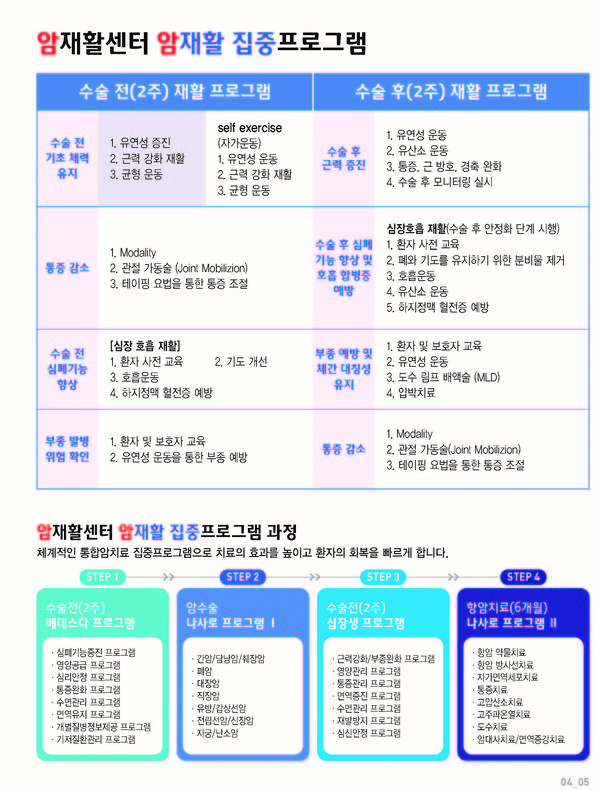 암재활센터 암재활 집중프로그램
수술 전(2주) 재활 프로그램
수술 후(2주) 재활 프로그램
수술 전
기초 체력
유지
1. 유연성 증진
2. 근력 강화 재활
3. 균형 운동
self exercise
(자가운동)
1. 유연성 운동
2. 근력 강화 재활
3. 균형 운동
수술 후
근력 증진
1. 유연성 운동
2. 유산소 운동
3. 통증, 근 방호, 경축 완화
4. 수술 후 모니터링 실시
통증 감소
1. Modality
2. 관절 가동술 (Joint Mobilizion)
3. 테이핑 요법을 통한 통증 조절
수술 후 심폐
기능 향상 및
호흡 합병증
예방
심장호흡 재활(수술 후 안정화 단계 시행)
1. 환자 사전 교육
2. 폐와 기도를 유지하기 위한 분비물 제거
3. 호흡운동
4. 유산소 운동
5. 하지정맥 혈전증 예방
수술 전
심폐기능
향상
[심장 호흡 재활]
1. 환자 사전 교육 2. 기도 개선
3. 호흡운동
4. 하지정맥 혈전증 예방
부종 예방 및
체간 대칭성
유지
1. 환자 및 보호자 교육
2. 유연성 운동
3. 도수 림프 배액술 (MLD)
4. 압박치료
부종 발병
위험 확인
1. 환자 및 보호자 교육
2. 유연성 운동을 통한 부종 예방
통증 감소
1. Modality
2. 관절 가동술(Joint Mobilizion)
3. 테이핑 요법을 통한 통증 조절
암재활센터 암재활 집중프로그램 과정
체계적인 통합암치료 집중프로그램으로 치료의 효과를 높이고 환자의 회복을 빠르게 합니다.
STEP 1
수술전(2주)
베데스다 프로그램
· 심폐기능증진 프로그램
· 영양공급 프로그램
· 심리안정 프로그램
· 통증완화 프로그램
· 수면관리 프로그램
· 면역유지 프로그램
· 개별질병정보제공 프로그램
· 기저질환관리 프로그램
STEP 2
암수술
나사로 프로그램 Ⅰ
· 간암/담낭암/췌장암
· 폐암
· 대장암
· 직장암
· 유방/갑상선암
· 전립선암/신장암
· 자궁/난소암
STEP 3
수술전(2주)
십장생 프로그램
· 근력강화/부종완화 프로그램
· 영양관리 프로그램
· 통증관리 프로그램
· 면역증진 프로그램
· 수면관리 프로그램
· 재발방지 프로그램
· 심신안정 프로그램
STEP 4
항암치료(6개월)
나사로 프로그램 Ⅱ
· 항암 약물치료
· 항암 방사선치료
· 자가면역세포치료
· 통증치료
· 고압산소치료
· 고주파온열치료
· 도수치료
· 암대사치료/면역증강치료
04_05